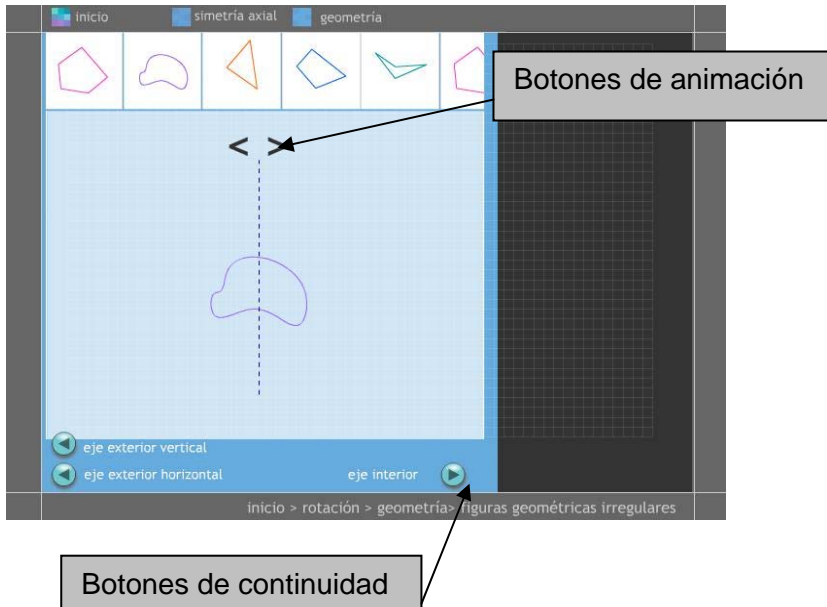 inicio simetría axial geometría
Botones de animación
< >
eje exterior vertical
eje exterior horizontal eje interior
inicio > rotación > geometría> figuras geométricas irregulares
Botones de continuidad